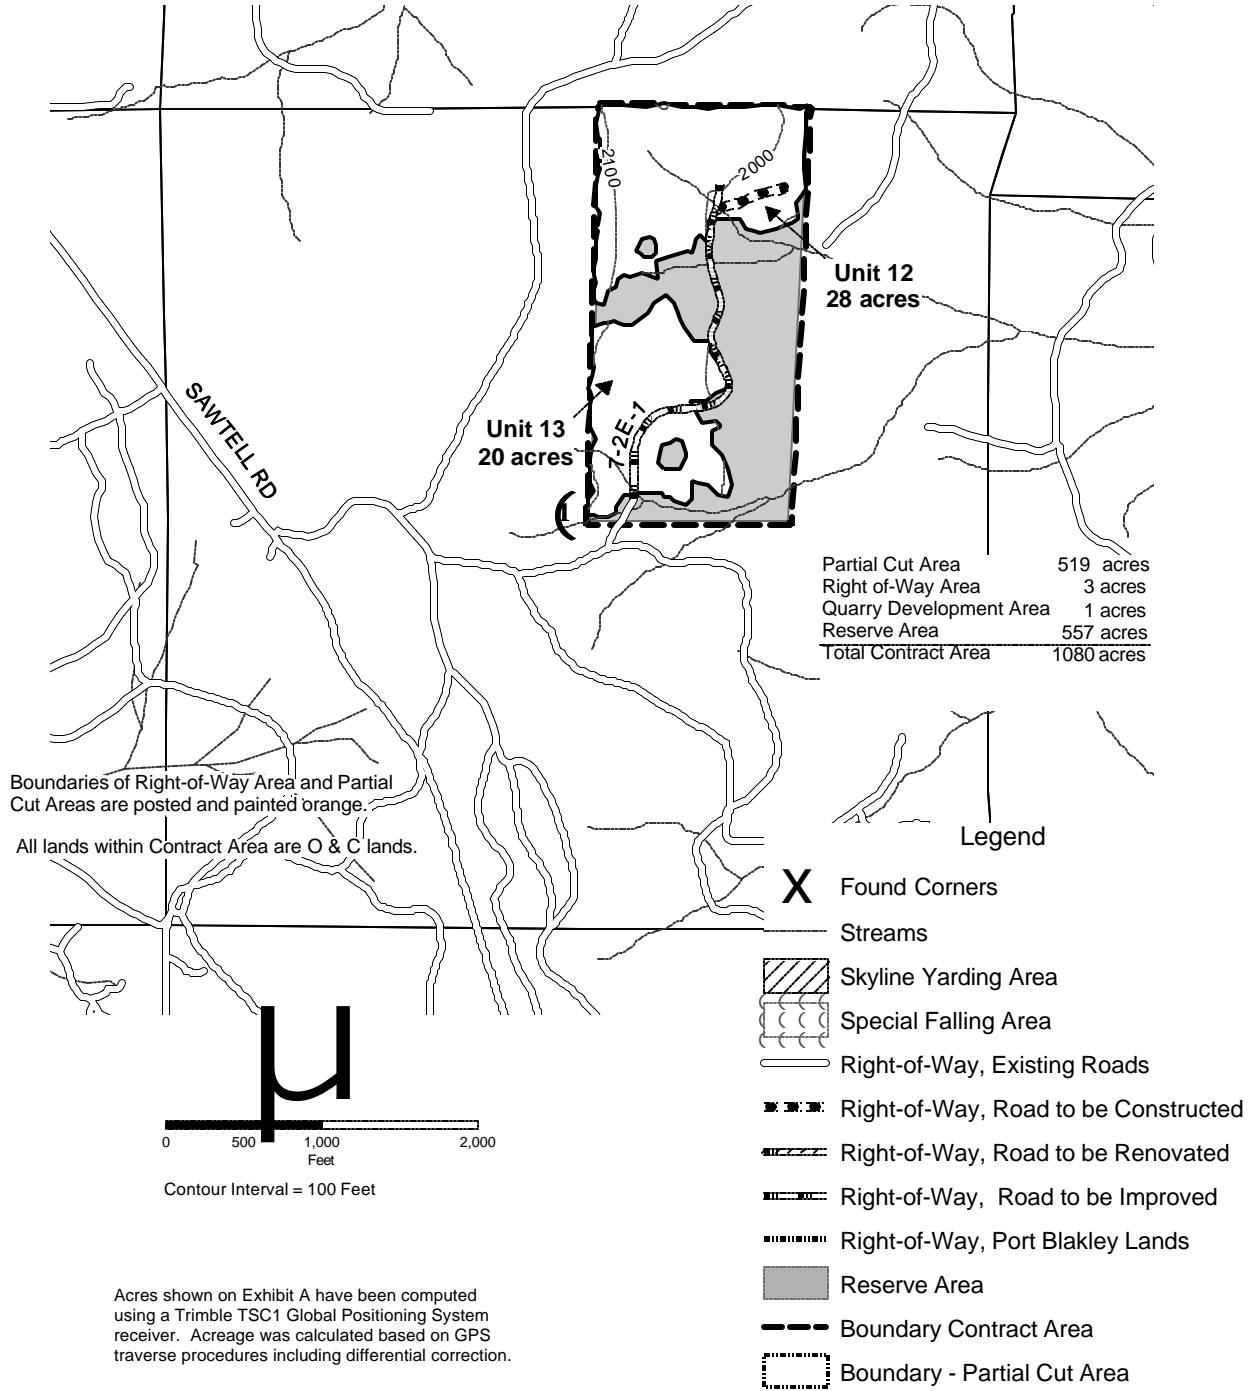 2100
2000
Unit 12
28 acres
SAWTELL RD
7-2E-1
Unit 13
20 acres
1
Partial Cut Area 519 acres
Right of-Way Area 3 acres
Quarry Development Area 1 acres
Reserve Area 557 acres
Total Contract Area 1080 acres
Boundaries of Right-of-Way Area and Partial
Cut Areas are posted and painted orange.
All lands within Contract Area are O & C lands.
Legend
X Found Corners
Streams
Skyline Yarding Area
Special Falling Area
Right-of-Way, Existing Roads
Right-of-Way, Road to be Constructed
Right-of-Way, Road to be Renovated
Right-of-Way, Road to be Improved
Right-of-Way, Port Blakley Lands
Reserve Area
Boundary Contract Area
Boundary - Partial Cut Area
µ
0 500 1,000 2,000
Feet
Contour Interval = 100 Feet
Acres shown on Exhibit A have been computed
using a Trimble TSC1 Global Positioning System
receiver. Acreage was calculated based on GPS
traverse procedures including differential correction.